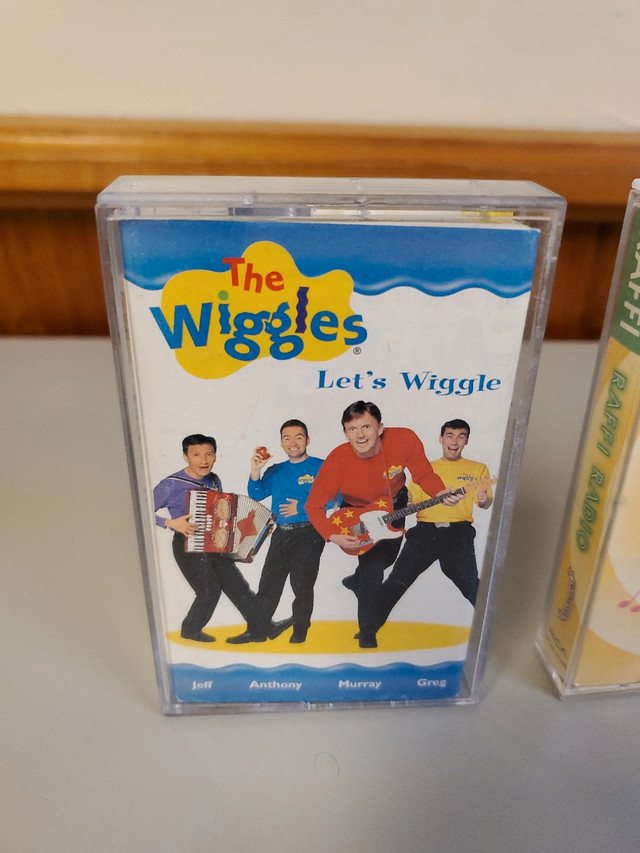 The
Wiggles®
Let's Wiggle
Jeff Anthony Murray Greg
RAFFI
RAFFI RADIO